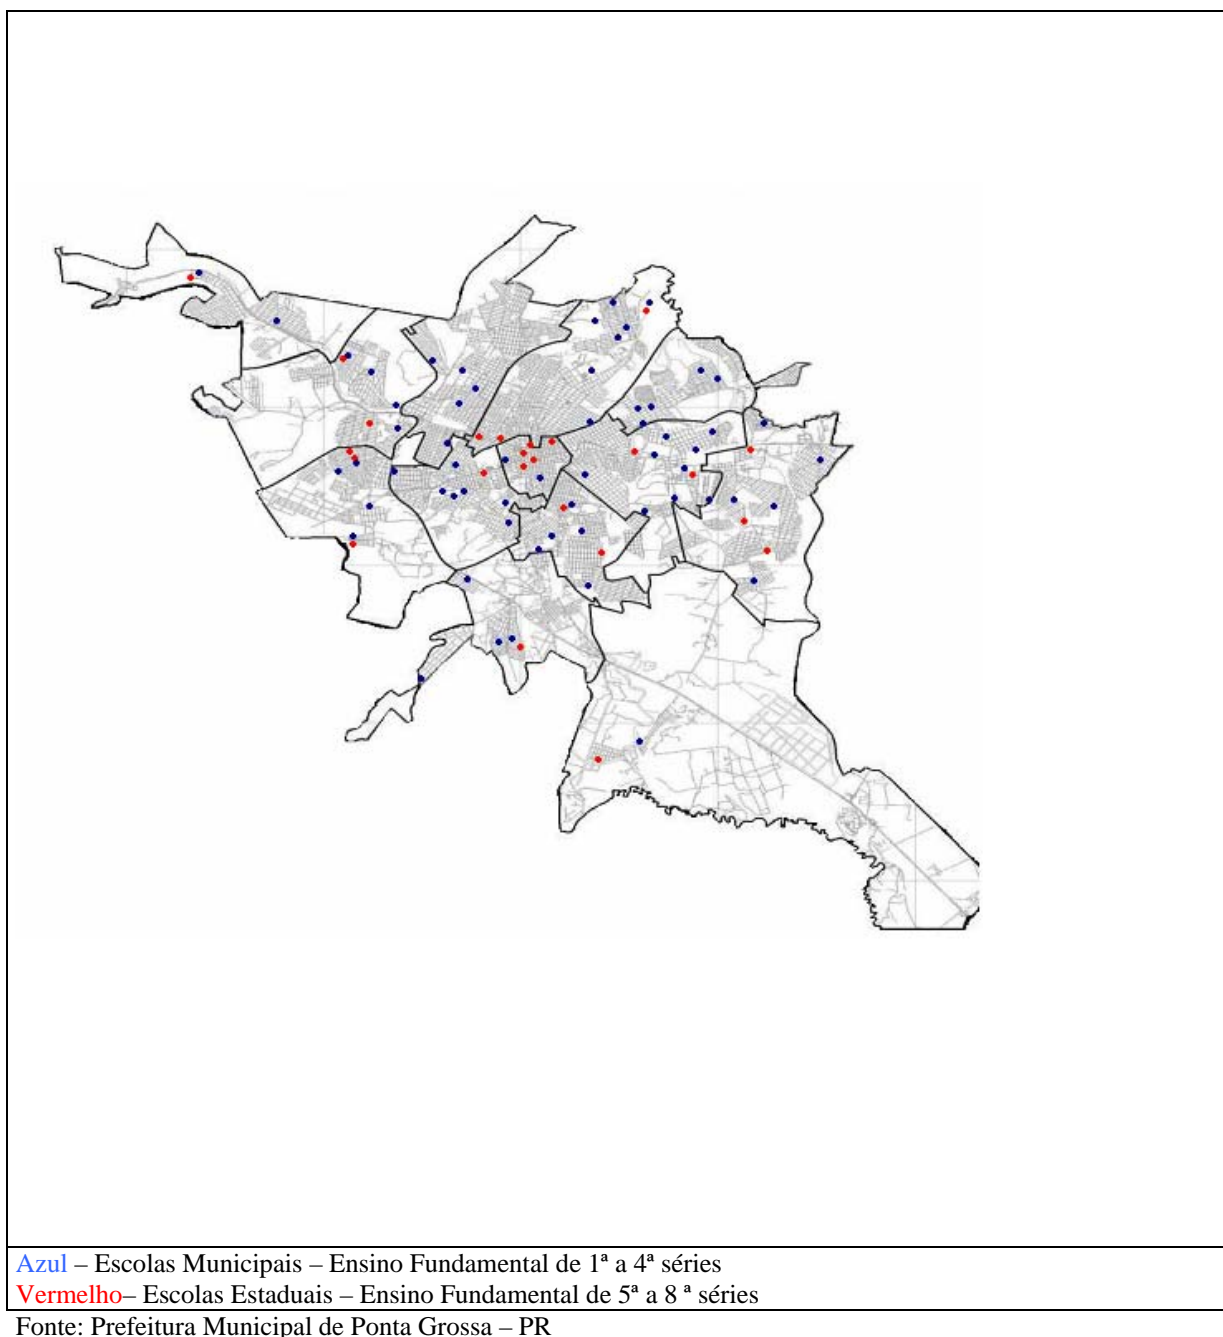 Azul – Escolas Municipais – Ensino Fundamental de 1ª a 4ª séries
Vermelho– Escolas Estaduais – Ensino Fundamental de 5ª a 8 ª séries
Fonte: Prefeitura Municipal de Ponta Grossa – PR